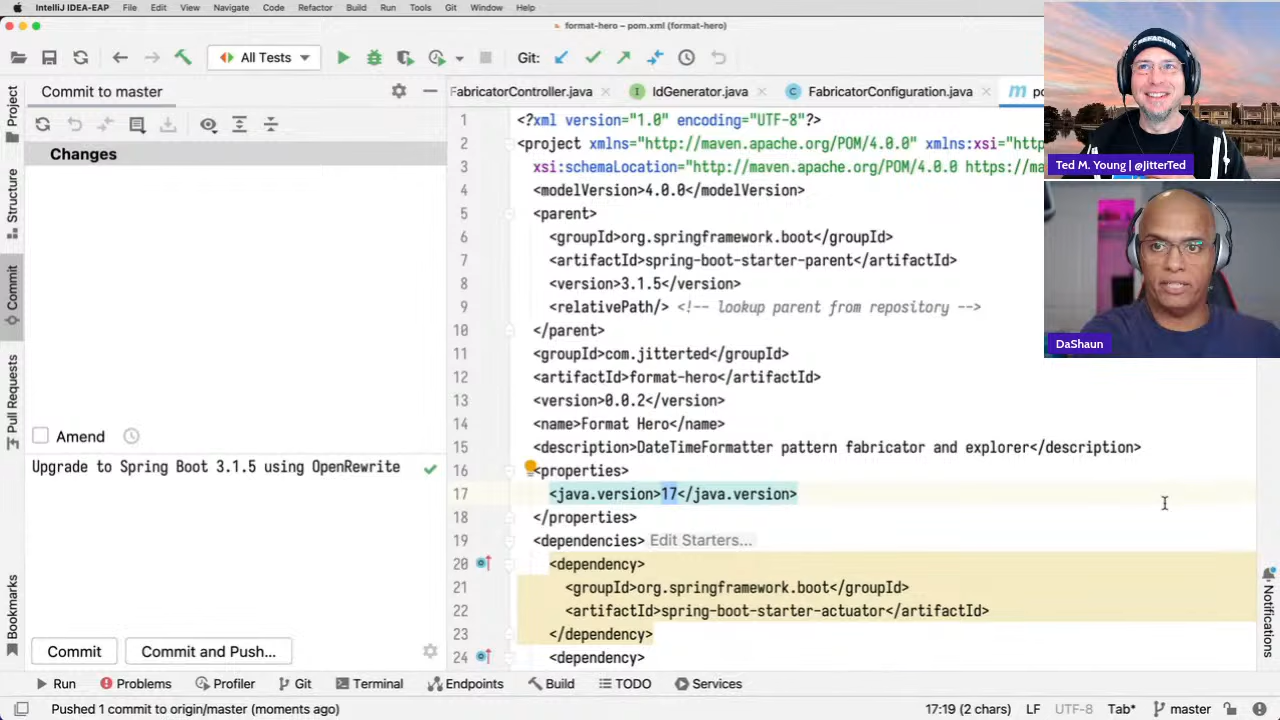 IntelliJ IDEA-EAP File Edit View Navigate Code Refactor Build Run Tools Git Window Help
format-hero – pom.xml (format-hero)
All Tests
Git:
Commit to master
FabricatorController.java
IdGenerator.java
FabricatorConfiguration.java
Project
Structure
Commit
Pull Requests
Bookmarks
Changes
Amend
Upgrade to Spring Boot 3.1.5 using OpenRewrite
Commit
Commit and Push...
1 <?xml version="1.0" encoding="UTF-8"?>
2 <project xmlns="http://maven.apache.org/POM/4.0.0" xmlns:xsi="http
3 xsi:schemaLocation="http://maven.apache.org/POM/4.0.0 https://ma
4 <modelVersion>4.0.0</modelVersion>
5 <parent>
6 <groupId>org.springframework.boot</groupId>
7 <artifactId>spring-boot-starter-parent</artifactId>
8 <version>3.1.5</version>
9 <relativePath/> <!-- lookup parent from repository -->
10 </parent>
11 <groupId>com.jitterted</groupId>
12 <artifactId>format-hero</artifactId>
13 <version>0.0.2</version>
14 <name>Format Hero</name>
15 <description>DateTimeFormatter pattern fabricator and explorer</description>
16 <properties>
17 <java.version>17</java.version>
18 </properties>
19 <dependencies> Edit Starters...
20 <dependency>
21 <groupId>org.springframework.boot</groupId>
22 <artifactId>spring-boot-starter-actuator</artifactId>
23 </dependency>
24 <dependency>
REFACTOR
Ted M. Young | @JitterTed
DaShaun
Notifications
Run Problems Profiler Git Terminal Endpoints Build TODO Services
Pushed 1 commit to origin/master (moments ago)
17:19 (2 chars) LF UTF-8 Tab* master